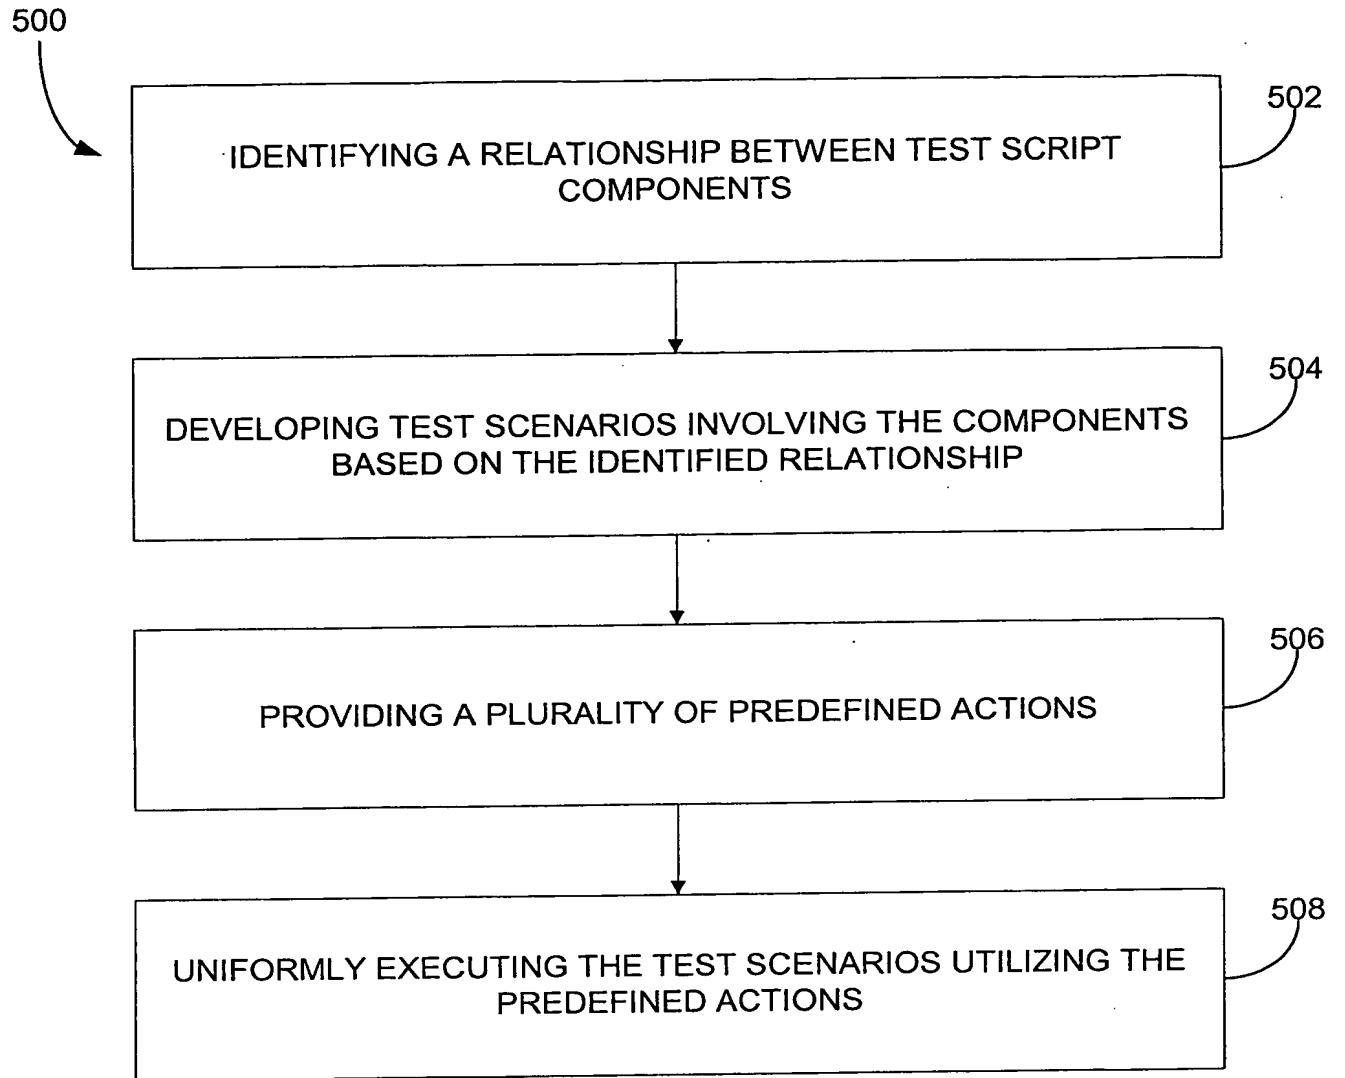 500
502
IDENTIFYING A RELATIONSHIP BETWEEN TEST SCRIPT
COMPONENTS
504
DEVELOPING TEST SCENARIOS INVOLVING THE COMPONENTS
BASED ON THE IDENTIFIED RELATIONSHIP
506
PROVIDING A PLURALITY OF PREDEFINED ACTIONS
508
UNIFORMLY EXECUTING THE TEST SCENARIOS UTILIZING THE
PREDEFINED ACTIONS